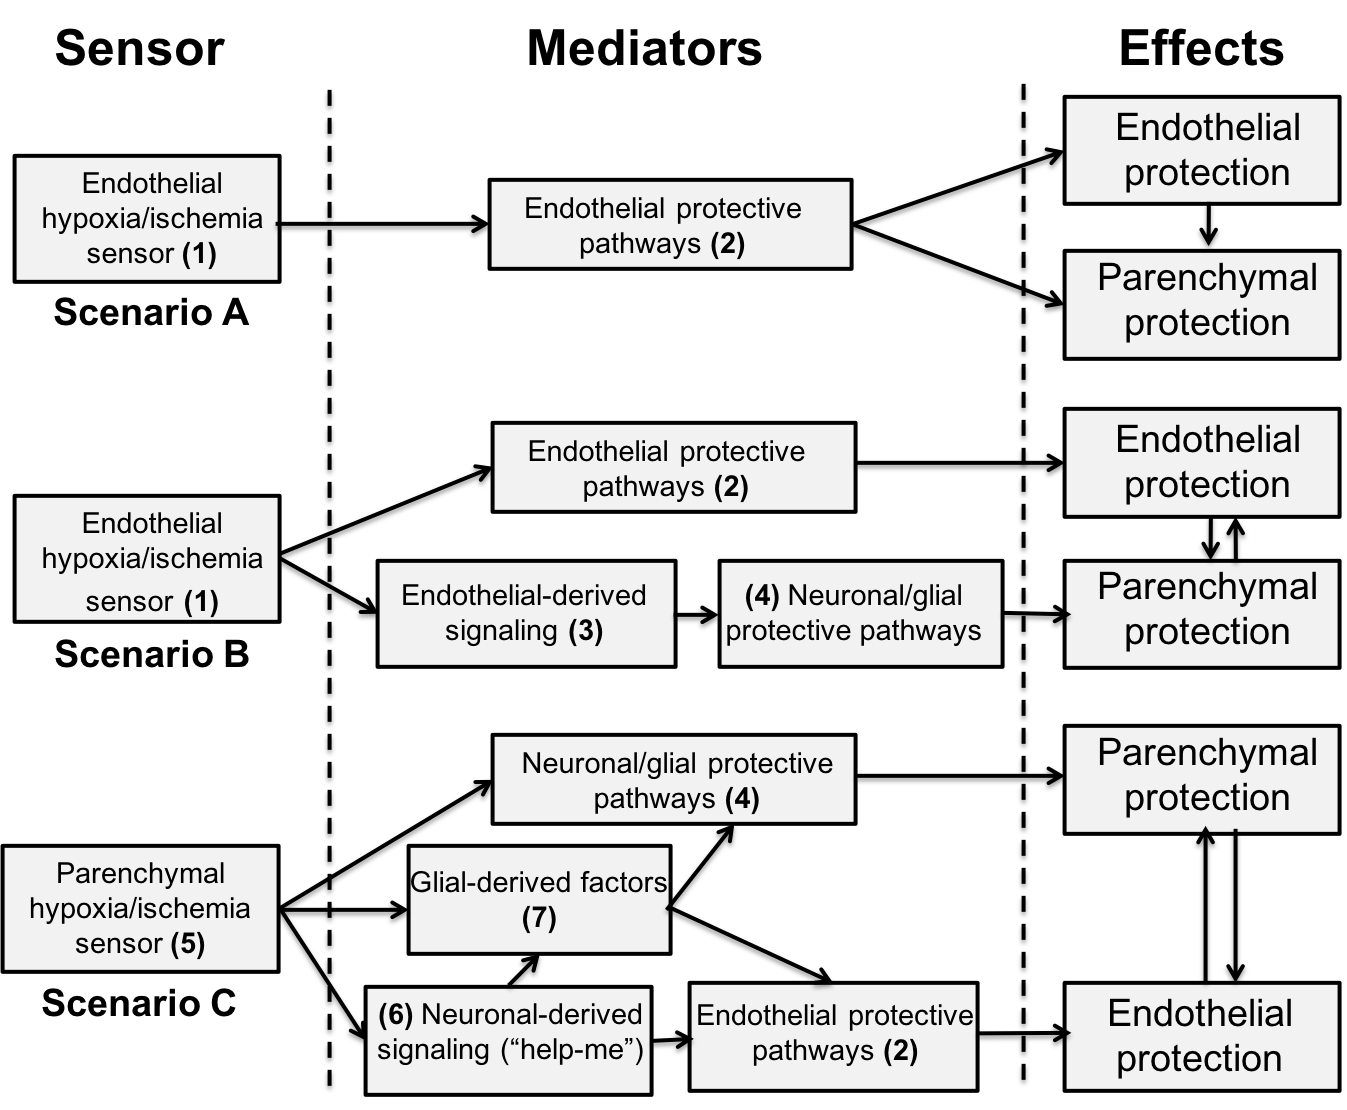 Sensor
Mediators
Effects
Endothelial
hypoxia/ischemia
sensor (1)
Scenario A
Endothelial protective
pathways (2)
Endothelial
protection
Parenchymal
protection
Endothelial
hypoxia/ischemia
sensor (1)
Scenario B
Endothelial protective
pathways (2)
Endothelial-derived
signaling (3)
(4) Neuronal/glial
protective pathways
Endothelial
protection
Parenchymal
protection
Parenchymal
hypoxia/ischemia
sensor (5)
Scenario C
Neuronal/glial protective
pathways (4)
Glial-derived factors
(7)
(6) Neuronal-derived
signaling (“help-me”)
Endothelial protective
pathways (2)
Parenchymal
protection
Endothelial
protection